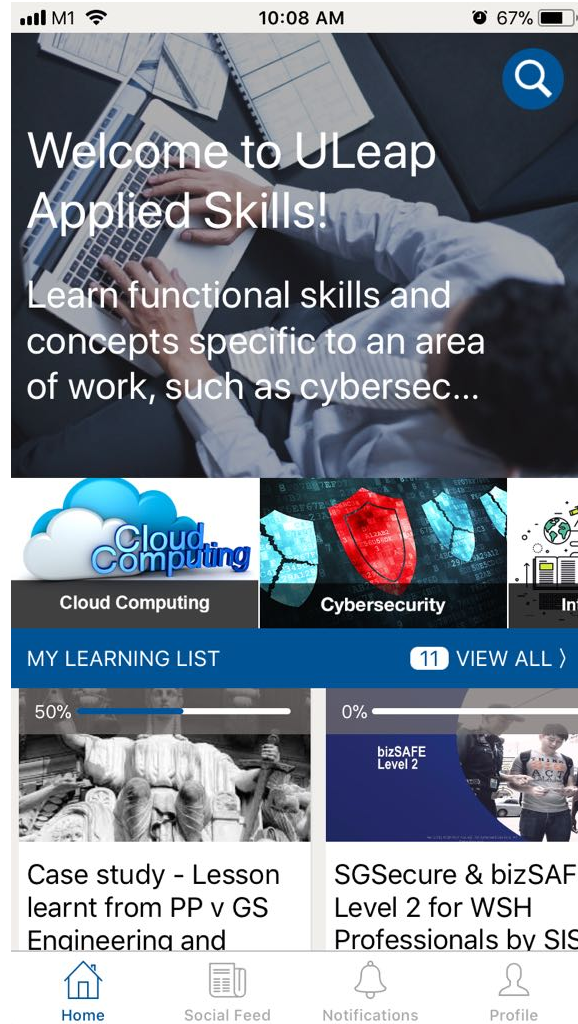 M1 10:08 AM 67%
Welcome to ULeap
Applied Skills!
Learn functional skills and
concepts specific to an area
of work, such as cybersec...
Cloud
Computing
Cloud Computing
Cybersecurity
MY LEARNING LIST 11 VIEW ALL
50%
0%
bizSAFE
Level 2
Case study - Lesson
learnt from PP v GS
Engineering and
SGSecure & bizSAF
Level 2 for WSH
Professionals by SIS
Home Social Feed Notifications Profile